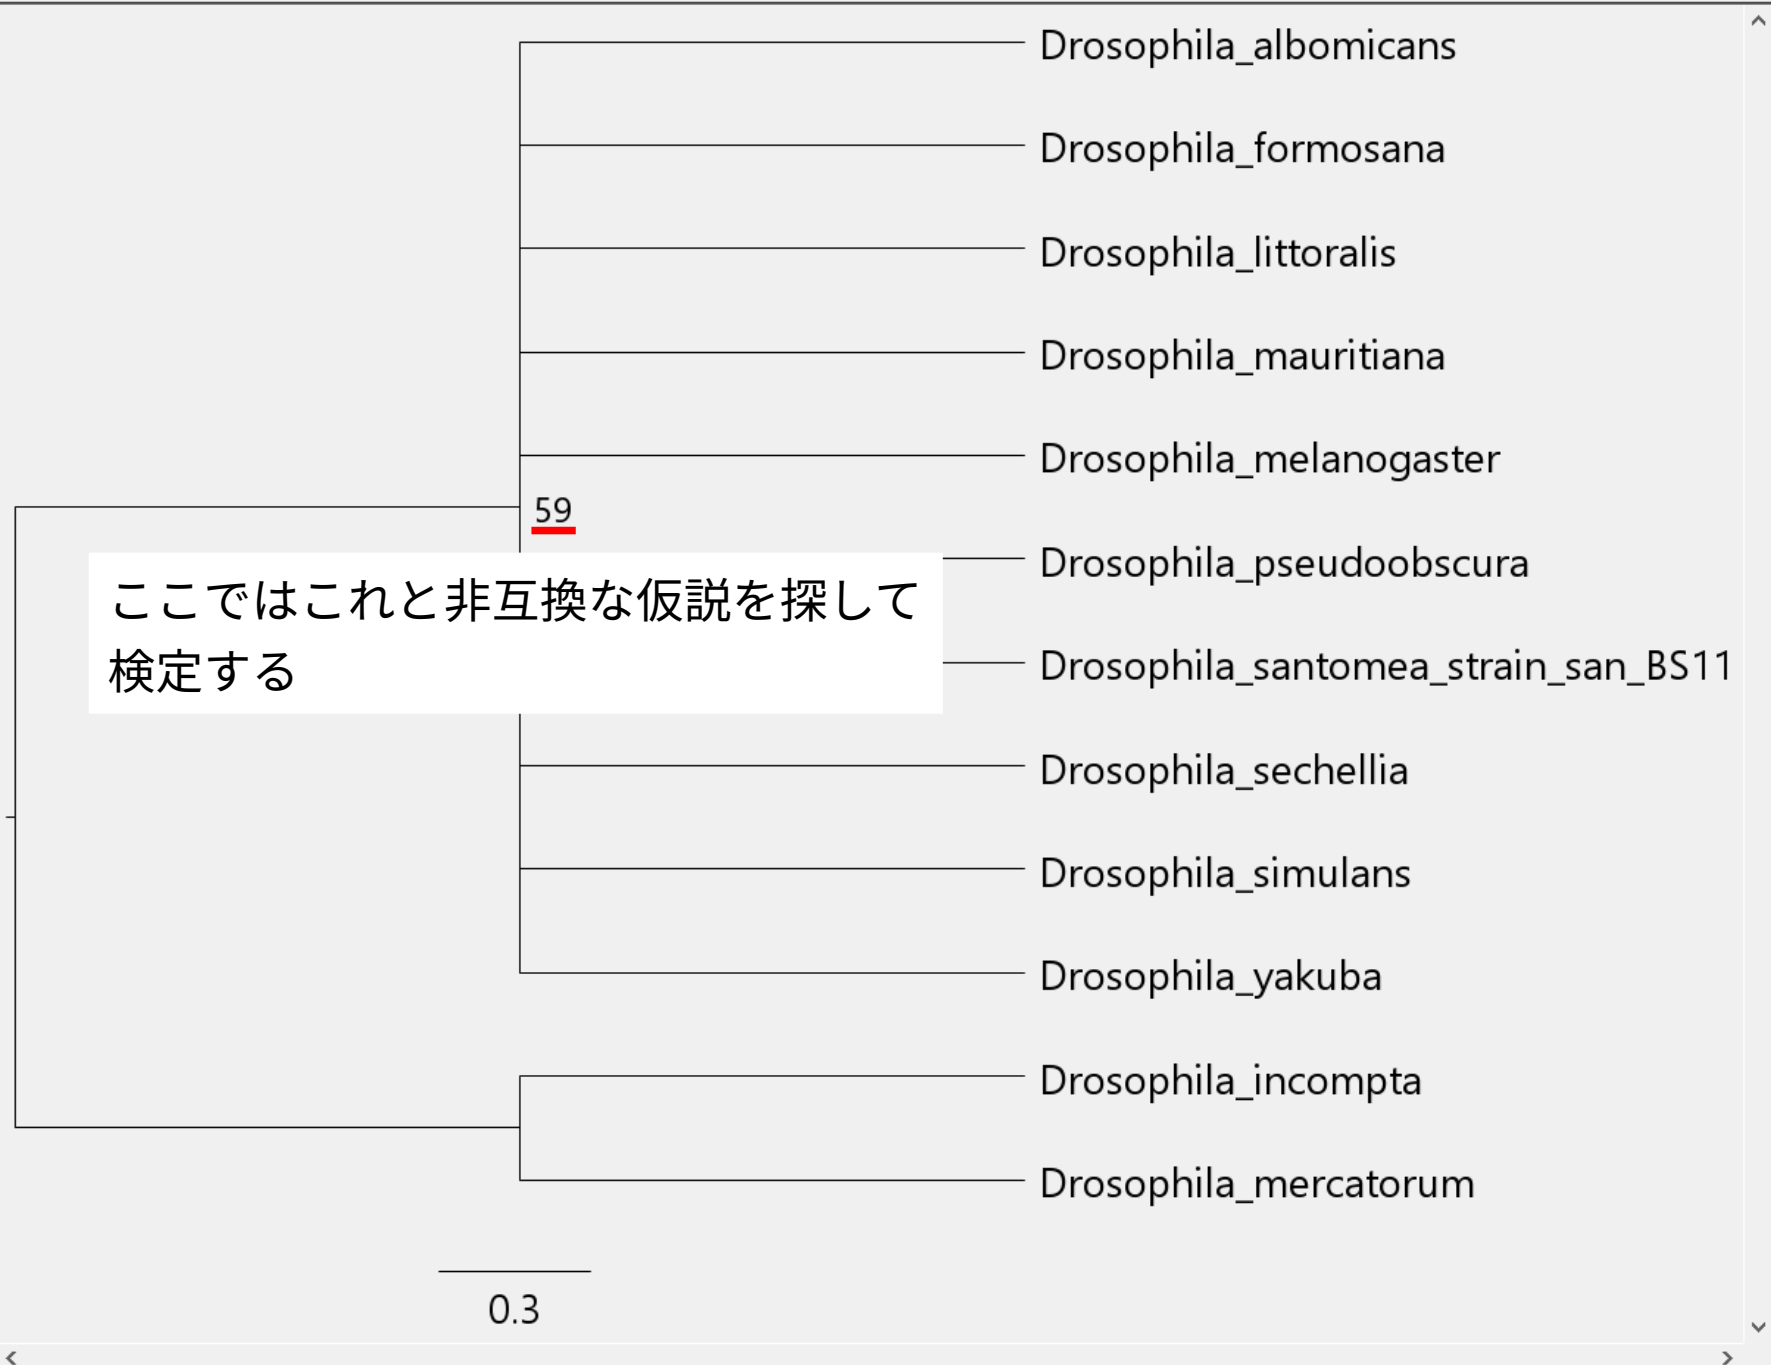 Drosophila_albomicans
Drosophila_formosana
Drosophila_littoralis
Drosophila_mauritiana
Drosophila_melanogaster
59
Drosophila_pseudoobscura
ここではこれと非互換な仮説を探して
検定する
Drosophila_santomea_strain_san_BS11
Drosophila_sechellia
Drosophila_simulans
Drosophila_yakuba
Drosophila_incompta
Drosophila_mercatorum
0.3